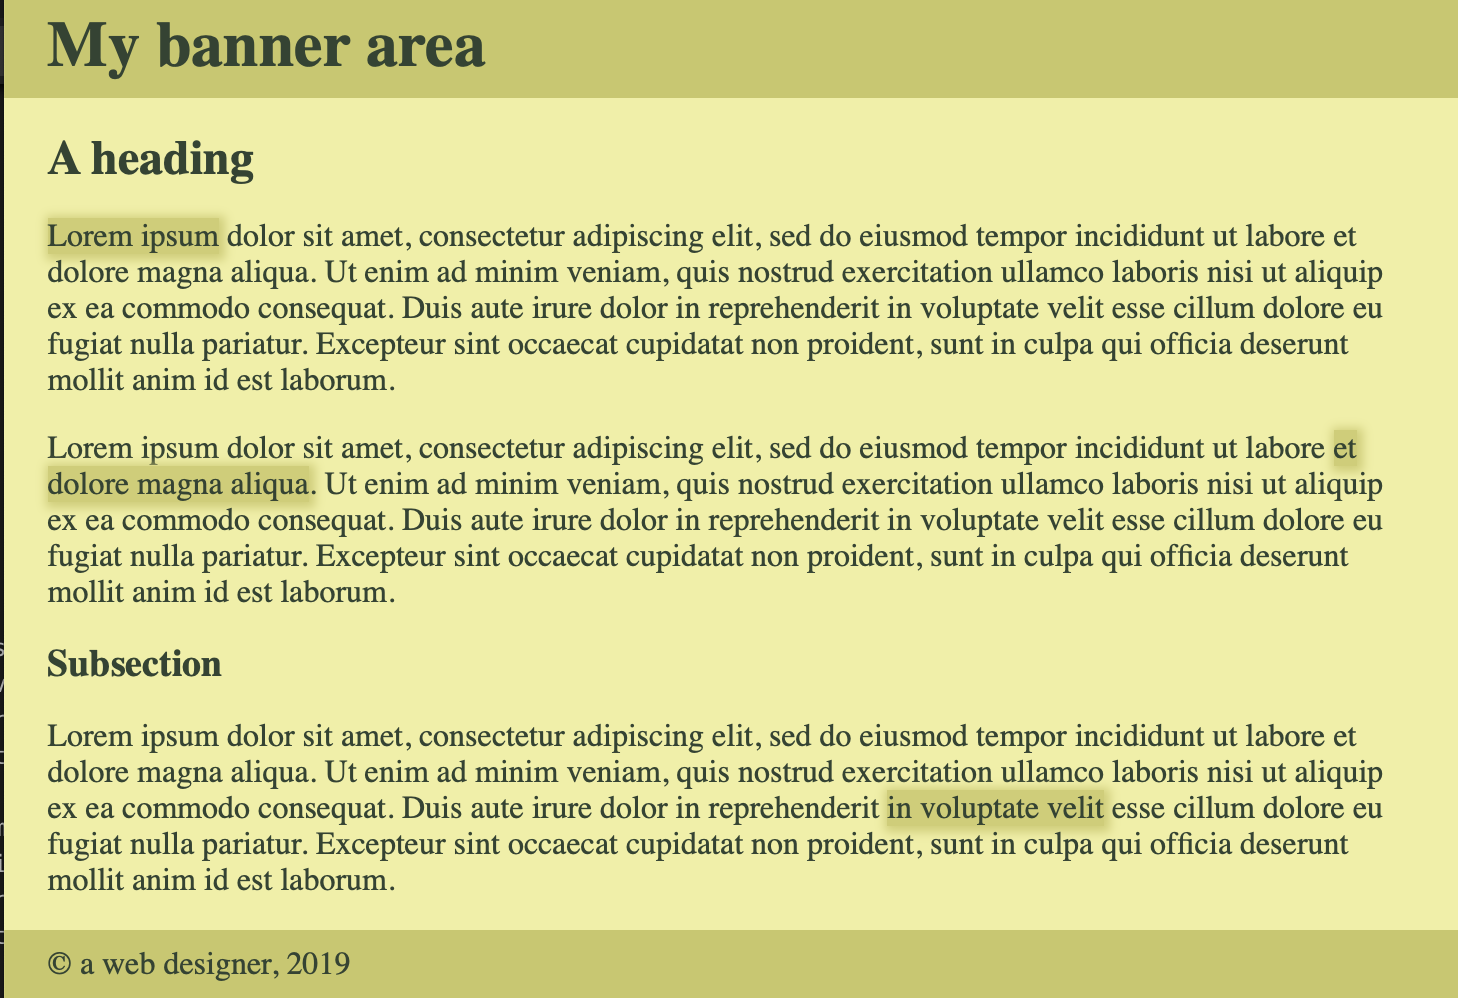 My banner area
A heading
Lorem ipsum dolor sit amet, consectetur adipiscing elit, sed do eiusmod tempor incididunt ut labore et
dolore magna aliqua. Ut enim ad minim veniam, quis nostrud exercitation ullamco laboris nisi ut aliquip
ex ea commodo consequat. Duis aute irure dolor in reprehenderit in voluptate velit esse cillum dolore eu
fugiat nulla pariatur. Excepteur sint occaecat cupidatat non proident, sunt in culpa qui officia deserunt
mollit anim id est laborum.
Lorem ipsum dolor sit amet, consectetur adipiscing elit, sed do eiusmod tempor incididunt ut labore et
dolore magna aliqua. Ut enim ad minim veniam, quis nostrud exercitation ullamco laboris nisi ut aliquip
ex ea commodo consequat. Duis aute irure dolor in reprehenderit in voluptate velit esse cillum dolore eu
fugiat nulla pariatur. Excepteur sint occaecat cupidatat non proident, sunt in culpa qui officia deserunt
mollit anim id est laborum.
Subsection
Lorem ipsum dolor sit amet, consectetur adipiscing elit, sed do eiusmod tempor incididunt ut labore et
dolore magna aliqua. Ut enim ad minim veniam, quis nostrud exercitation ullamco laboris nisi ut aliquip
ex ea commodo consequat. Duis aute irure dolor in reprehenderit in voluptate velit esse cillum dolore eu
fugiat nulla pariatur. Excepteur sint occaecat cupidatat non proident, sunt in culpa qui officia deserunt
mollit anim id est laborum.
© a web designer, 2019